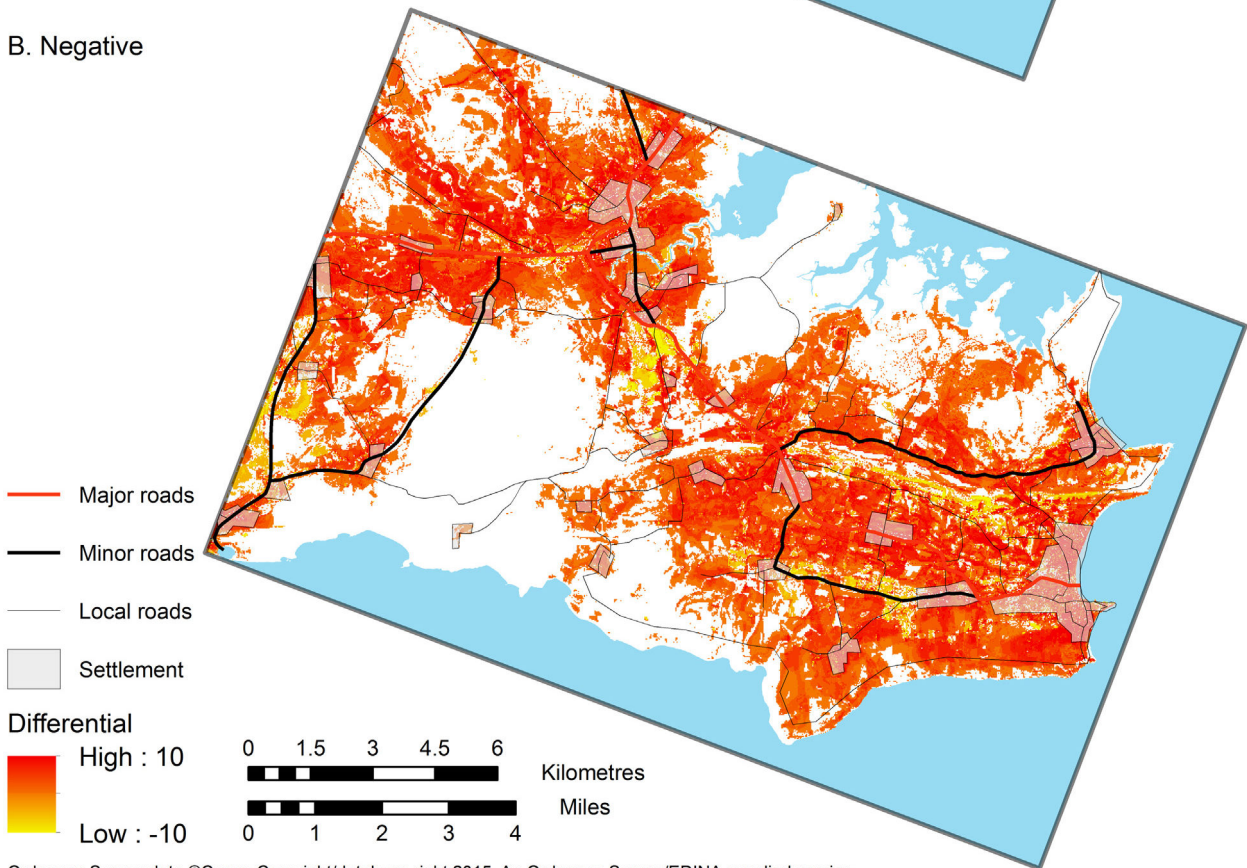 B. Negative
Major roads
Minor roads
Local roads
Settlement
Differential
High : 10
Low : -10
0 1.5 3 4.5 6
Kilometres
Miles
0 1 2 3 4